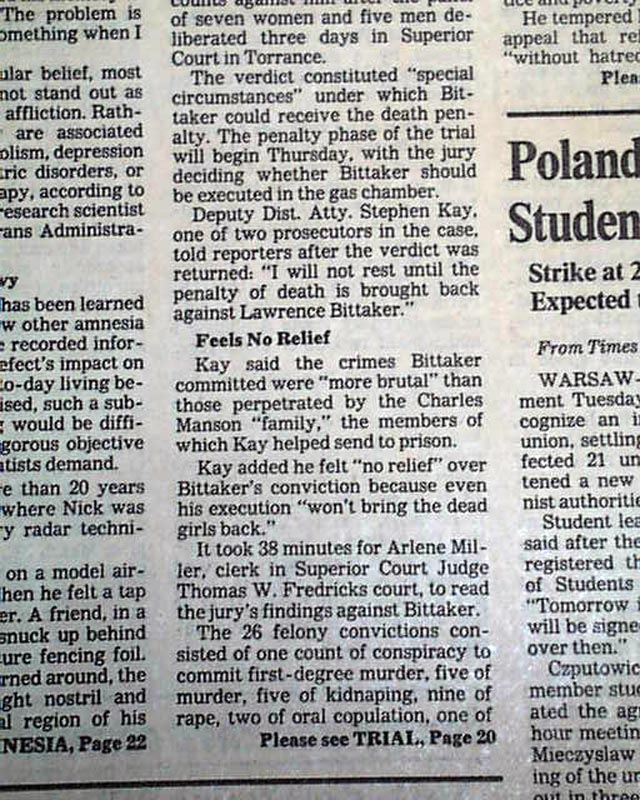 "The problem is
omething when I
ular belief, most
not stand out as
affliction. Rath-
are associated
olism, depression
ric disorders, or
apy, according to
research scientist
rans Administra-
vy
has been learned
w other amnesia
e recorded infor-
efect's impact on
to-day living be-
ised, such a sub-
g would be diffi-
gorous objective
ntists demand.
re than 20 years
where Nick was
ry radar techni-
on a model air-
hen he felt a tap
er. A friend, in a
snuck up behind
ure fencing foil.
rned around, the
ght nostril and
al region of his
NESIA, Page 22
of seven women and five men de-
liberated three days in Superior
Court in Torrance.
The verdict constituted "special
circumstances" under which Bit-
taker could receive the death pen-
alty. The penalty phase of the trial
will begin Thursday, with the jury
deciding whether Bittaker should
be executed in the gas chamber.
Deputy Dist. Atty. Stephen Kay,
one of two prosecutors in the case,
told reporters after the verdict was
returned: "I will not rest until the
penalty of death is brought back
against Lawrence Bittaker."
Feels No Relief
Kay said the crimes Bittaker
committed were "more brutal" than
those perpetrated by the Charles
Manson "family," the members of
which Kay helped send to prison.
Kay added he felt "no relief" over
Bittaker's conviction because even
his execution "won't bring the dead
girls back."
It took 38 minutes for Arlene Mil-
ler, clerk in Superior Court Judge
Thomas W. Fredricks court, to read
the jury's findings against Bittaker.
The 26 felony convictions con-
sisted of one count of conspiracy to
commit first-degree murder, five of
murder, five of kidnaping, nine of
rape, two of oral copulation, one of
Please see TRIAL, Page 20
He tempered
appeal that rel
"without hatred
Plea
Poland
Studen
Strike at 2
Expected
From Times
WARSAW-
ment Tuesday
cognize an i
union, settling
fected 21 un
tened a new
nist authoritie
Student lea
said after the
registered th
of Students
"Tomorrow i
will be signe
over then."
Czputowic
member stu
ated the ag
hour meetin
Mieczyslaw
ing of the un
out in three